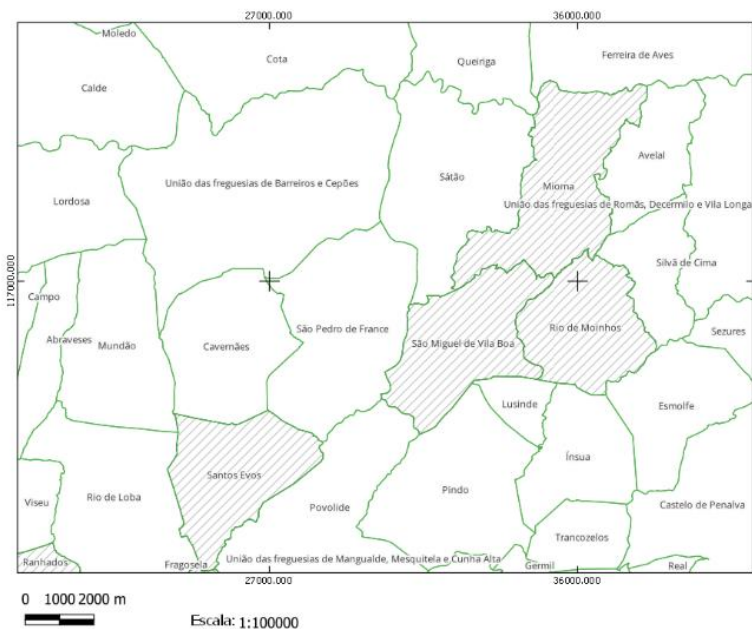 27000.000
36000.000
Moledo
Cota
Queiriga
Ferreira de Aves
Calde
Avelal
União das freguesias de Barreiros e Cepões
Sátão
Mioma
Lordosa
União das freguesias de Romãs, Decermilo e Vila Longa
Silvã de Cima
117000.000
Campo
Abraveses
Mundão
Cavernães
São Pedro de France
São Miguel de Vila Boa
Rio de Moinhos
Sezures
Lusinde
Esmolfe
Santos Evos
Ínsua
Viseu
Rio de Loba
Povolide
Pindo
Castelo de Penalva
Trancozelos
Ranhados
Fragosela
União das freguesias de Mangualde, Mesquitela e Cunha Alta
Germil
Real
27000.000
36000.000
0 1000 2000 m
Escala: 1:100000